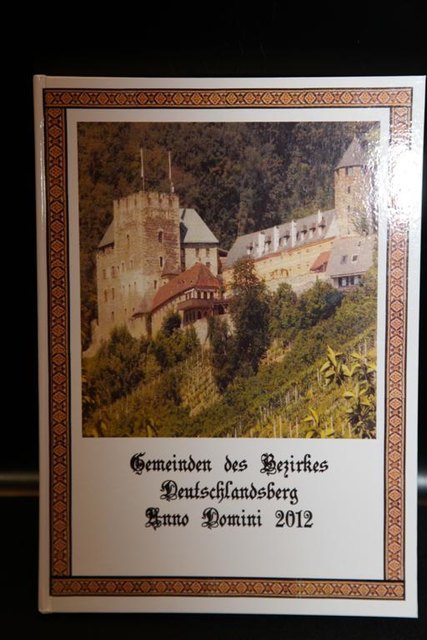 Gemeinden des Bezirkes
Deutschlandsberg
Anno Domini 2012